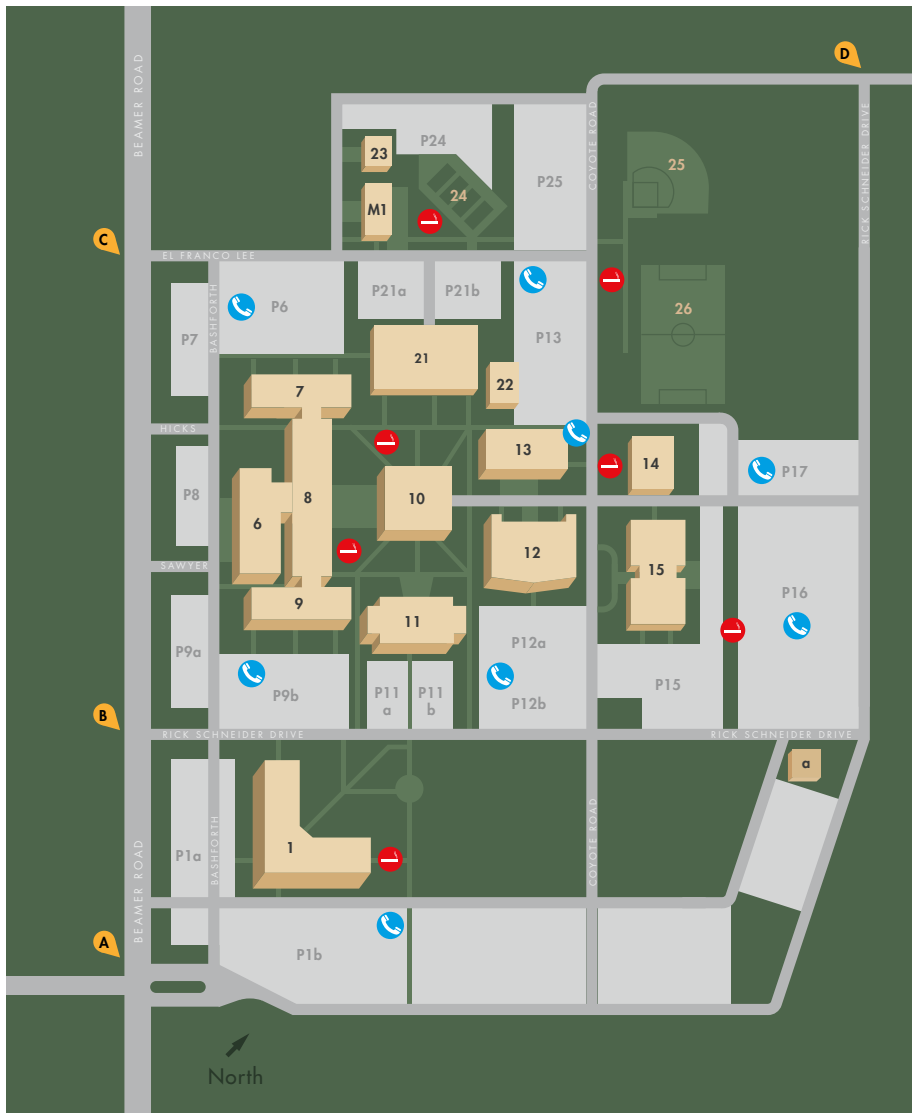 D
BEAMER ROAD
COYOTE ROAD
RICK SCHNEIDER DRIVE
P24
23
25
P25
24
M1
C
EL FRANCO LEE
BASHFORTH
P6
P21a
P21b
26
P7
P13
21
22
7
HICKS
13
14
P17
P8
10
8
6
12
SAWYER
15
P16
9
11
P12a
P9a
P15
P9b
P11
a
P11
b
P12b
B
RICK SCHNEIDER DRIVE
RICK SCHNEIDER DRIVE
a
BEAMER ROAD
BASHFORTH
COYOTE ROAD
1
P1a
A
P1b
North